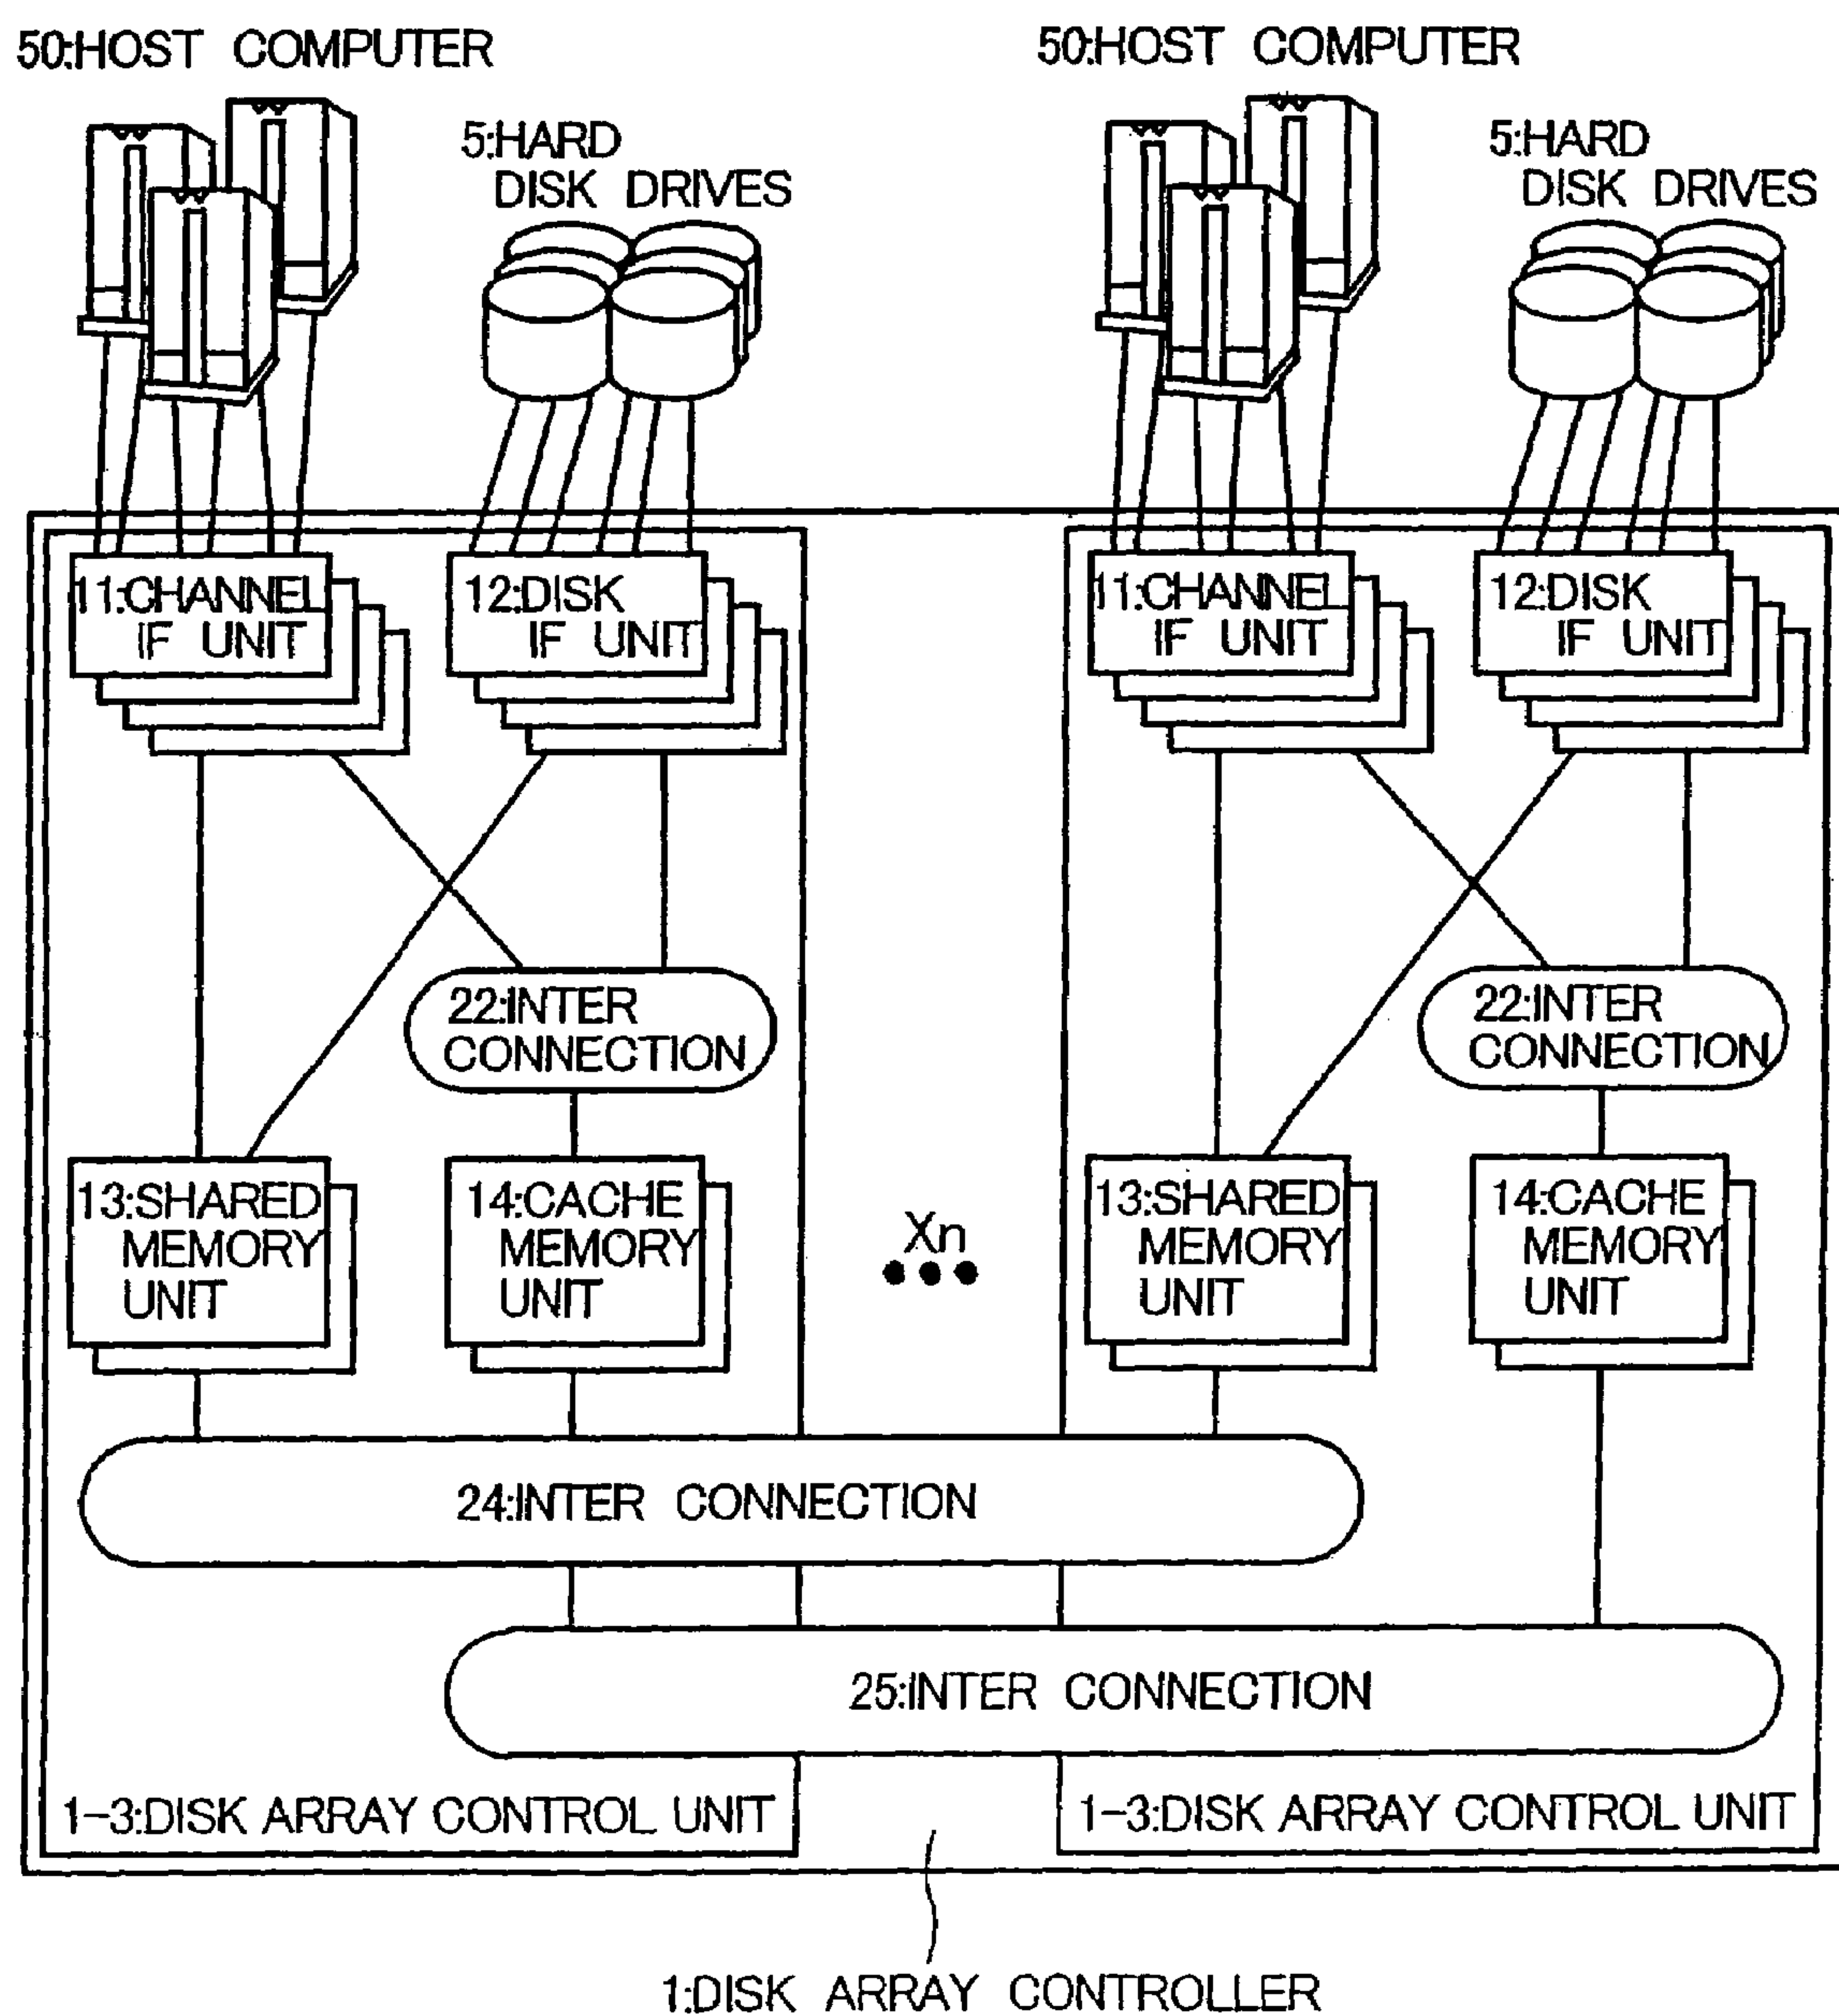 50:HOST COMPUTER
5:HARD
DISK DRIVES
50:HOST COMPUTER
5:HARD
DISK DRIVES
11:CHANNEL
IF UNIT
12:DISK
IF UNIT
11:CHANNEL
IF UNIT
12:DISK
IF UNIT
22:INTER
CONNECTION
22:INTER
CONNECTION
13:SHARED
MEMORY
UNIT
14:CACHE
MEMORY
UNIT
Xn
13:SHARED
MEMORY
UNIT
14:CACHE
MEMORY
UNIT
24:INTER CONNECTION
25:INTER CONNECTION
1-3:DISK ARRAY CONTROL UNIT
1-3:DISK ARRAY CONTROL UNIT
1:DISK ARRAY CONTROLLER